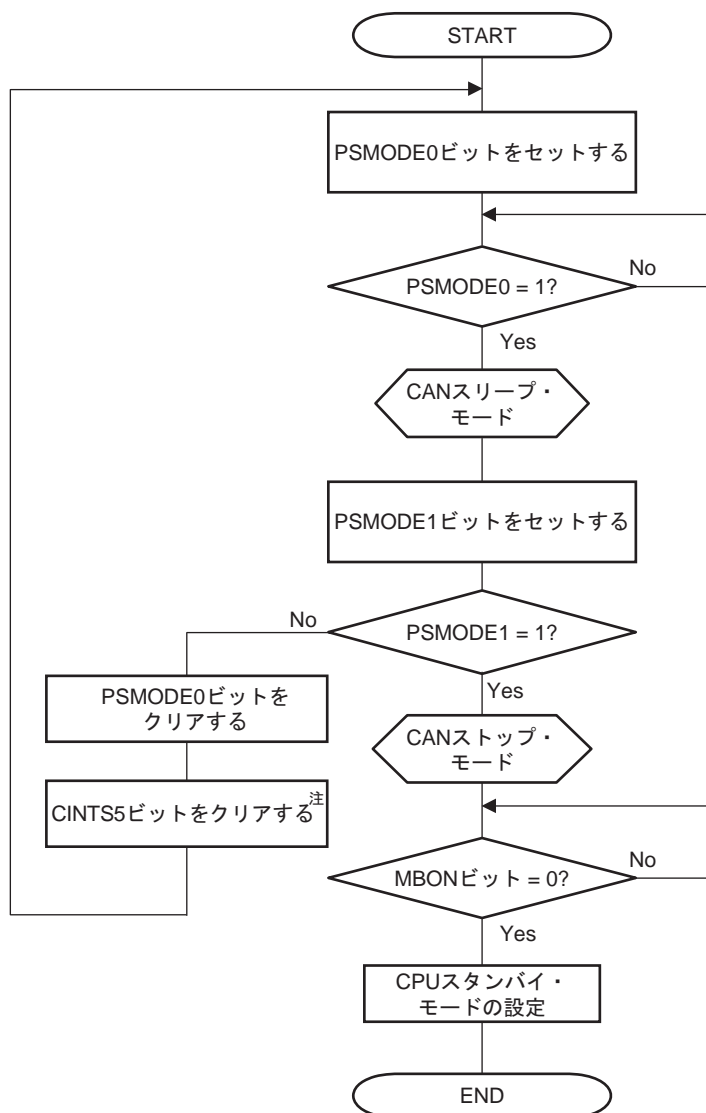 START
PSMODE0ビットをセットする
PSMODE0 = 1?
No
Yes
CANスリープ・
モード
PSMODE1ビットをセットする
No
PSMODE1 = 1?
Yes
PSMODE0ビットを
クリアする
CANストップ・
モード
CINTS5ビットをクリアする注
MBONビット = 0?
No
Yes
CPUスタンバイ・
モードの設定
END